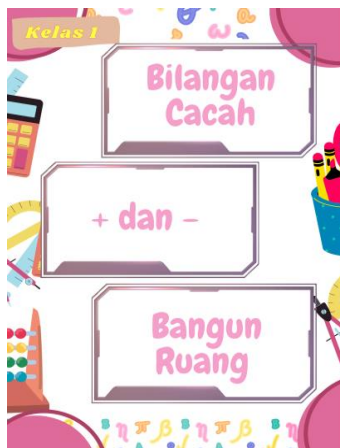 Kelas 1
Bilangan
Cacah
+ dan -
Bangun
Ruang